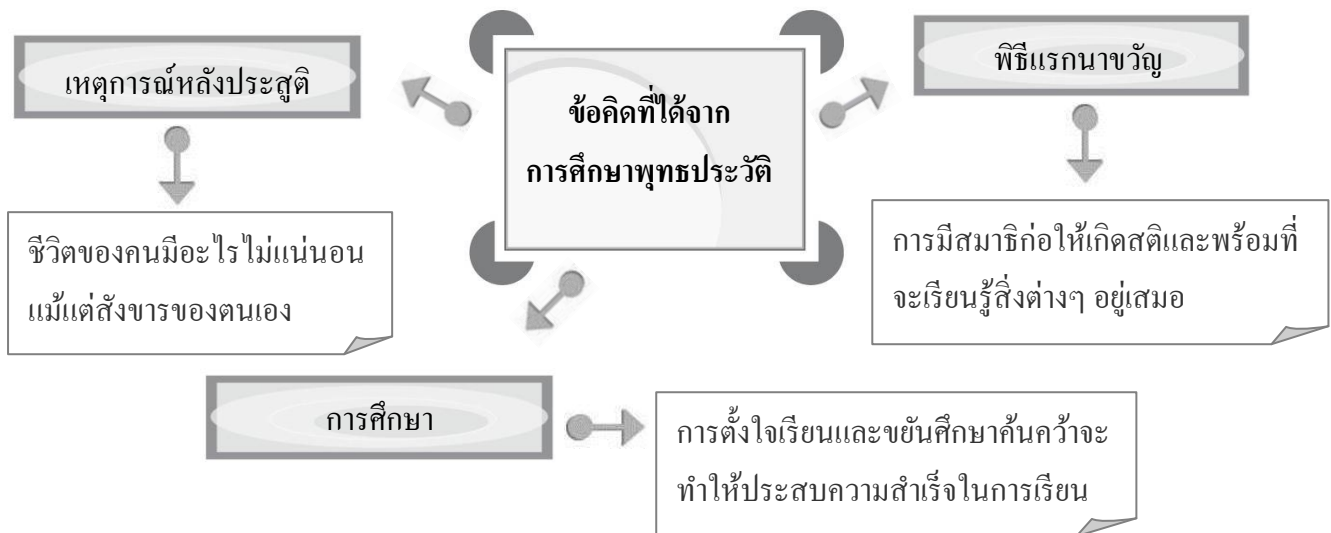 ข้อคิดที่ได้จาก
การศึกษาพุทธประวัติ
เหตุการณ์หลังประสูติ
ชีวิตของคนมีอะไรไม่แน่นอน
แม้แต่สังขารของตนเอง
พิธีแรกนาขวัญ
การมีสมาธิก่อให้เกิดสติและพร้อมที่
จะเรียนรู้สิ่งต่างๆ อยู่เสมอ
การศึกษา
การตั้งใจเรียนและขยันศึกษาค้นคว้าจะ
ทำให้ประสบความสำเร็จในการเรียน